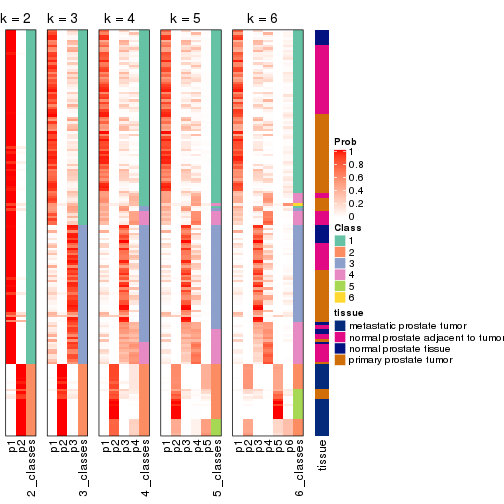 k = 2
k = 3
k = 4
k = 5
k = 6
Prob
1
0.8
0.6
0.4
0.2
0
Class
1
2
3
4
5
6
tissue
metastatic prostate tumor
normal prostate adjacent to tumor
normal prostate tissue
primary prostate tumor
p1
p2
2_classes
p1
p2
p3
3_classes
p1
p2
p3
p4
4_classes
p1
p2
p3
p4
p5
5_classes
p1
p2
p3
p4
p5
p6
6_classes
tissue